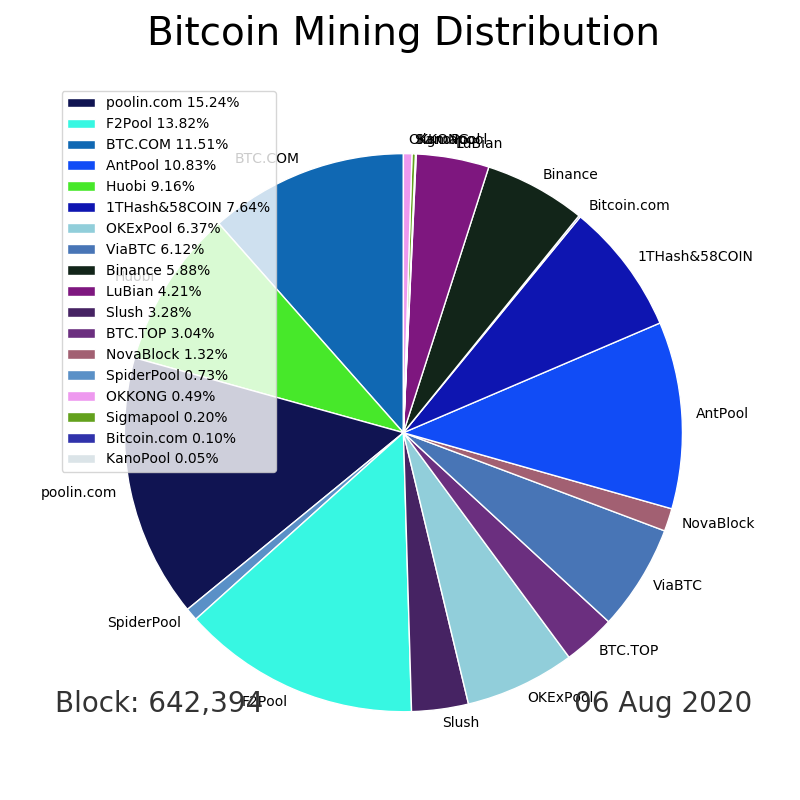 Bitcoin Mining Distribution
poolin.com 15.24%
F2Pool 13.82%
BTC.COM 11.51%
AntPool 10.83%
Huobi 9.16%
1THash&58COIN 7.64%
OKExPool 6.37%
ViaBTC 6.12%
Binance 5.88%
LuBian 4.21%
Slush 3.28%
BTC.TOP 3.04%
NovaBlock 1.32%
SpiderPool 0.73%
OKKONG 0.49%
Sigmapool 0.20%
Bitcoin.com 0.10%
KanoPool 0.05%
BTC.COM
Huobi
poolin.com
SpiderPool
F2Pool
Slush
OKExPool
BTC.TOP
ViaBTC
NovaBlock
AntPool
1THash&58COIN
Bitcoin.com
Binance
LuBian
Block: 642,394
06 Aug 2020